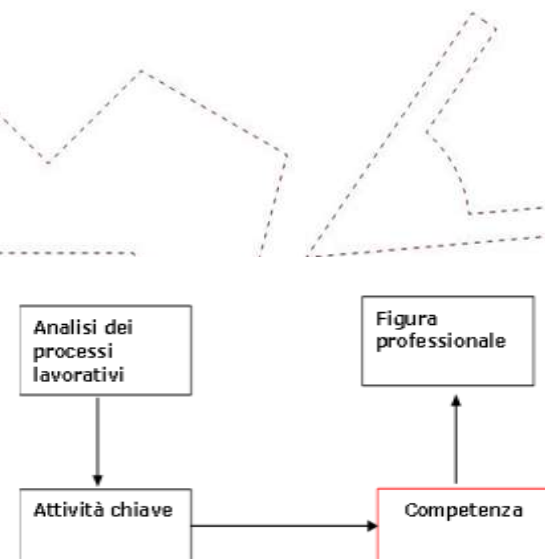 Analisi dei
processi
lavorativi
Figura
professionale
Attività chiave
Competenza